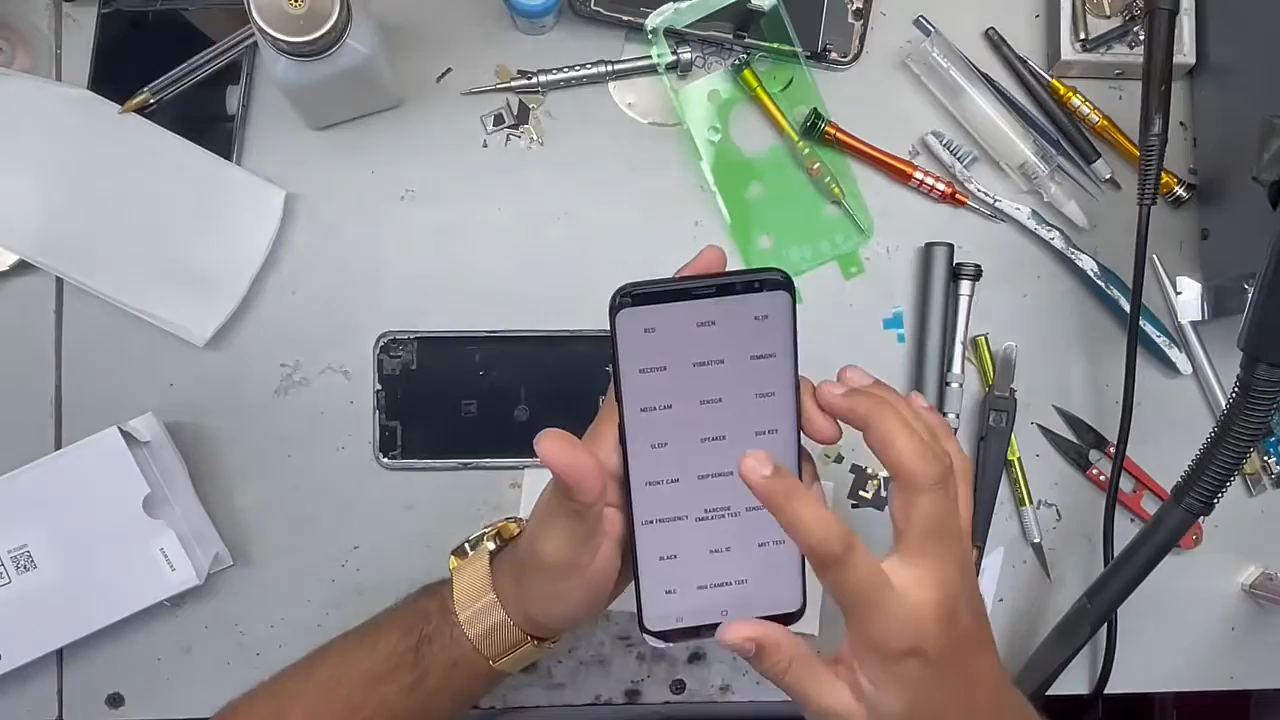 RED GREEN BLUE
RECEIVER VIBRATION DIMMING
MEGA CAM SENSOR TOUCH
SLEEP SPEAKER SUB KEY
FRONT CAM GRIPSENSOR
LOW FREQUENCY BARCODE
EMULATOR TEST
BLACK HALL IC MST TEST
MLC IRIS CAMERA TEST
SAMSUNG